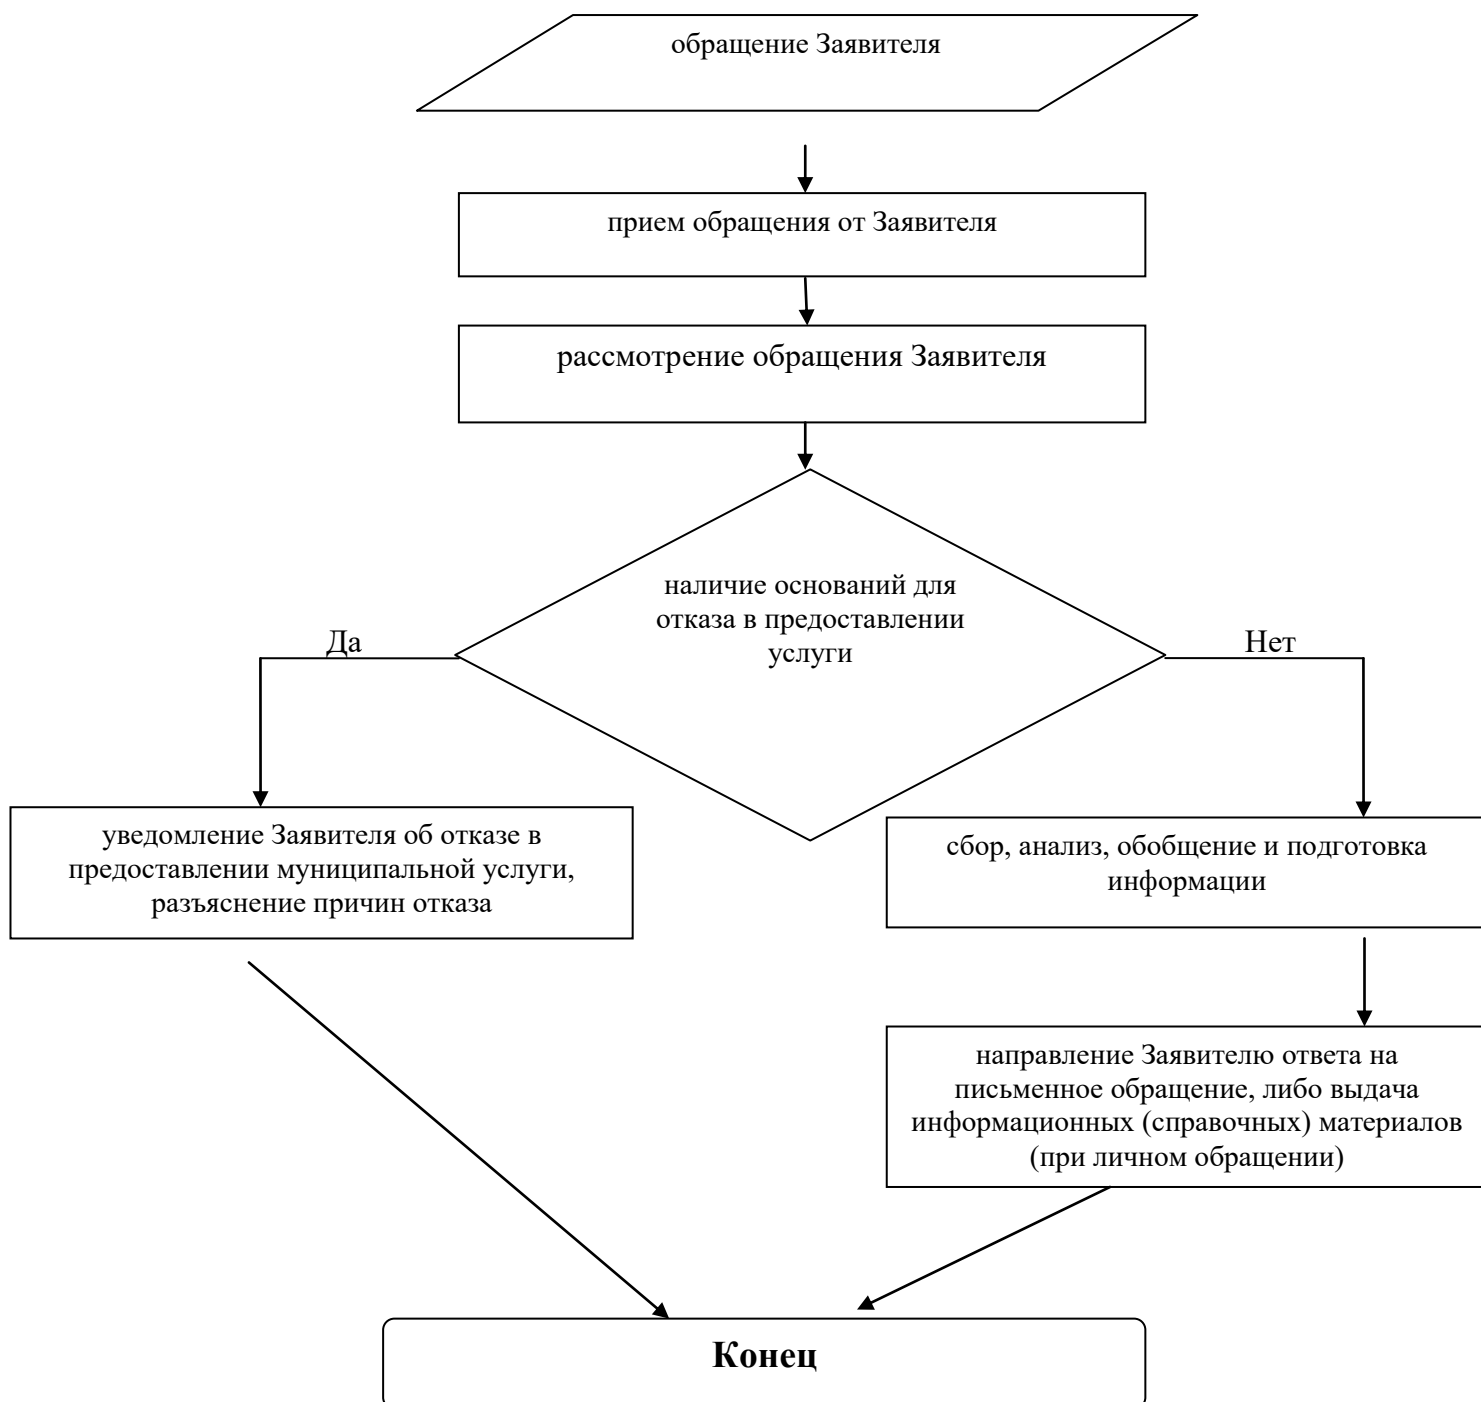 обращение Заявителя
прием обращения от Заявителя
рассмотрение обращения Заявителя
наличие оснований для
отказа в предоставлении
услуги
Да
Нет
уведомление Заявителя об отказе в
предоставлении муниципальной услуги,
разъяснение причин отказа
сбор, анализ, обобщение и подготовка
информации
направление Заявителю ответа на
письменное обращение, либо выдача
информационных (справочных) материалов
(при личном обращении)
Конец